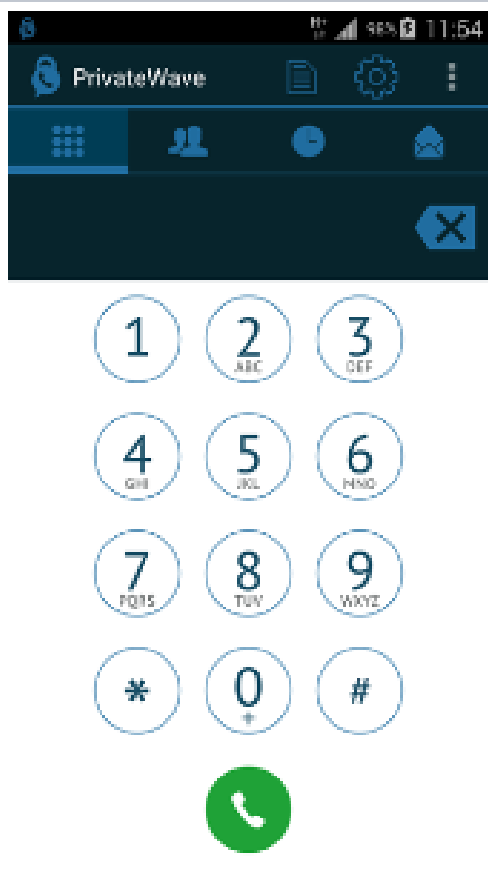 98% 11:54
PrivateWave
1 2 3
ABC DEF
4 5 6
GHI JKL MNO
7 8 9
PQRS TUV WXYZ
* 0 #
+